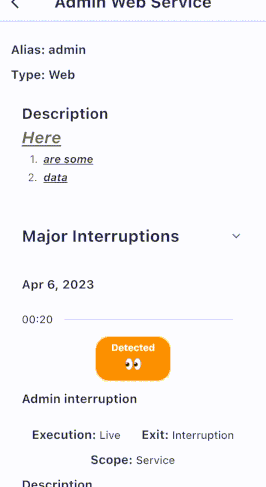 Admin Web Service
Alias: admin
Type: Web
Description
Here
1. are some
2. data
Major Interruptions
Apr 6, 2023
00:20
Detected
👀
Admin interruption
Execution: Live Exit: Interruption
Scope: Service
Description